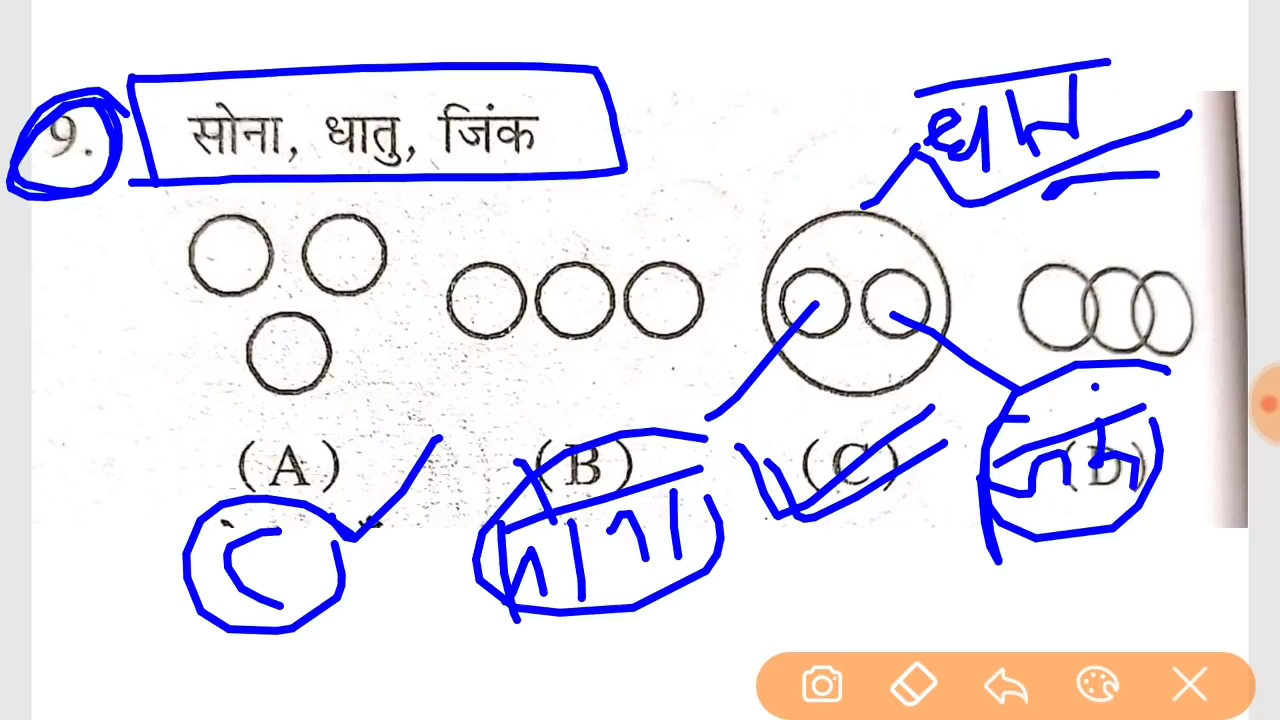 9. सोना, धातु, जिंक
धातु
(A) (B) (C) (D)
सोना जिंक
C